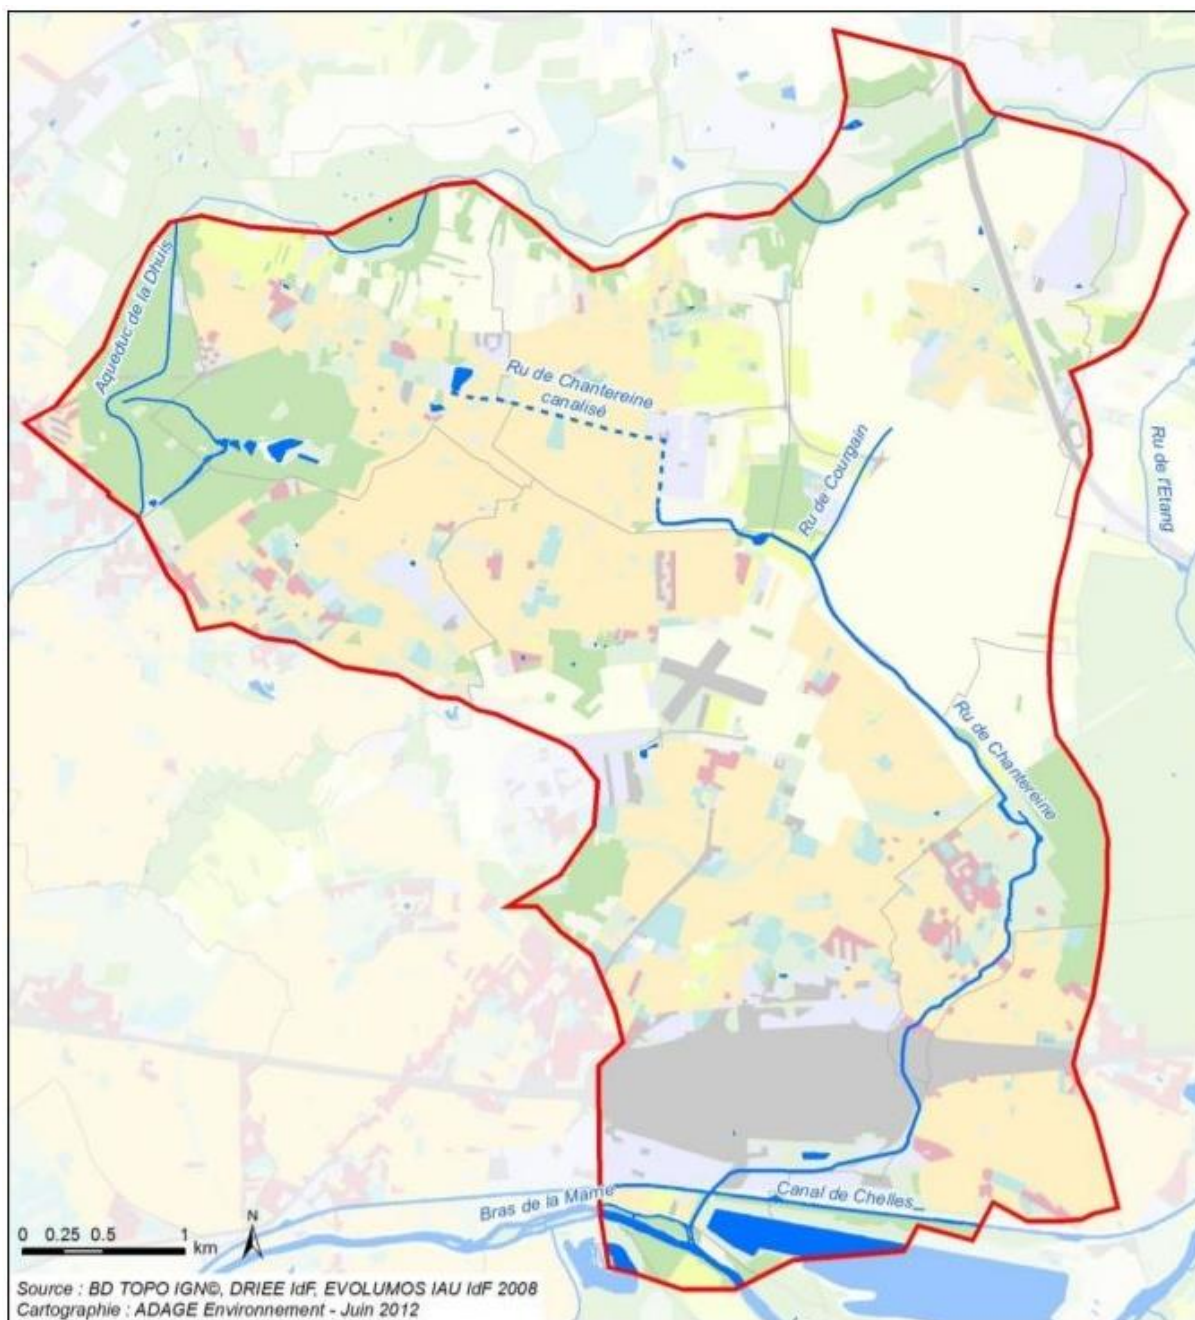 Aqueduc de la Dhuis
Ru de Chantereine
canalisé
Ru de Courgain
Ru de l'Etang
Ru de Chantereine
Bras de la Marne
Canal de Chelles_
0 0.25 0.5 1
km
N
Source : BD TOPO IGN©, DRIEE IdF, EVOLUMOS IAU IdF 2008
Cartographie : ADAGE Environnement - Juin 2012